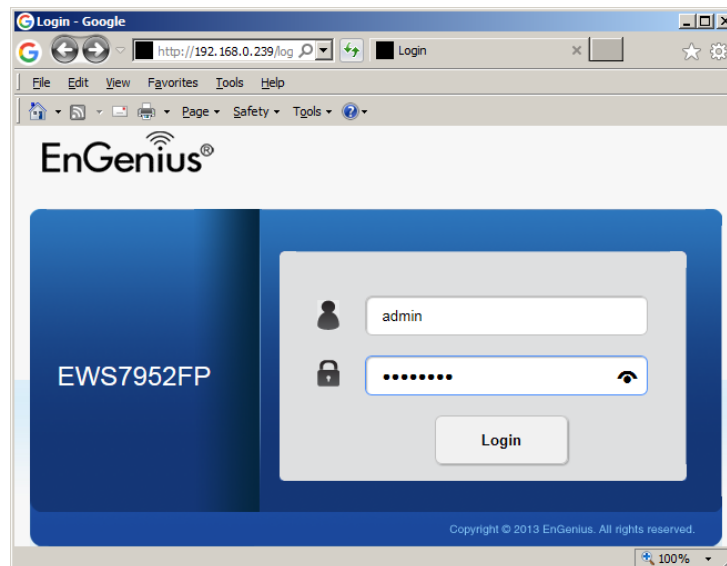 Login - Google
http://192.168.0.239/log
Login
File Edit View Favorites Tools Help
Page Safety Tools
EnGenius®
admin
EWS7952FP
Login
Copyright © 2013 EnGenius. All rights reserved.
100%